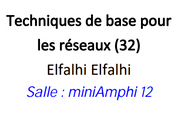 Techniques de base pour
les réseaux (32)
Elfalhi Elfalhi
Salle : miniAmphi 12